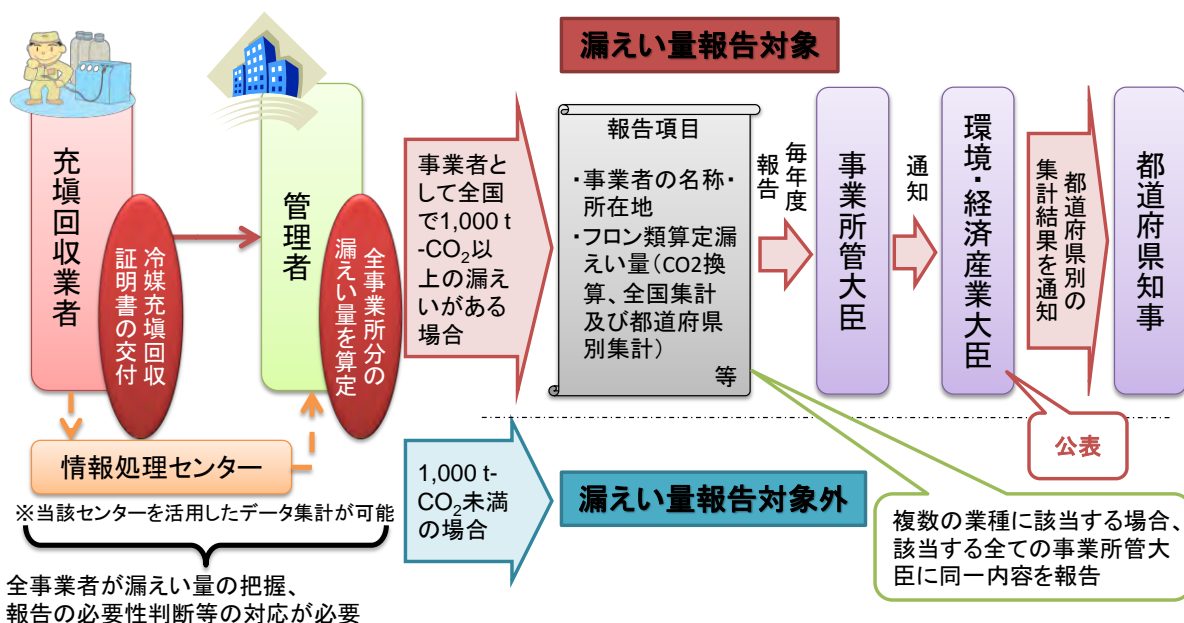 漏えい量報告対象
充塡回収業者
冷媒充塡回収
証明書の交付
管理者
全事業所分の
漏えい量を算定
情報処理センター
※当該センターを活用したデータ集計が可能
全事業者が漏えい量の把握、
報告の必要性判断等の対応が必要
事業者と
して全国
で1,000 t
-CO₂以
上の漏え
いがある
場合
報告項目
・事業者の名称・
所在地
・フロン類算定漏
えい量（CO2換
算、全国集計
及び都道府県
別集計）
等
毎年度
報告
事業所管大臣
通知
環境・経済産業大臣
都道府県別の
集計結果を通知
都道府県知事
公表
1,000 t-
CO₂未満
の場合
漏えい量報告対象外
複数の業種に該当する場合、
該当する全ての事業所管大
臣に同一内容を報告